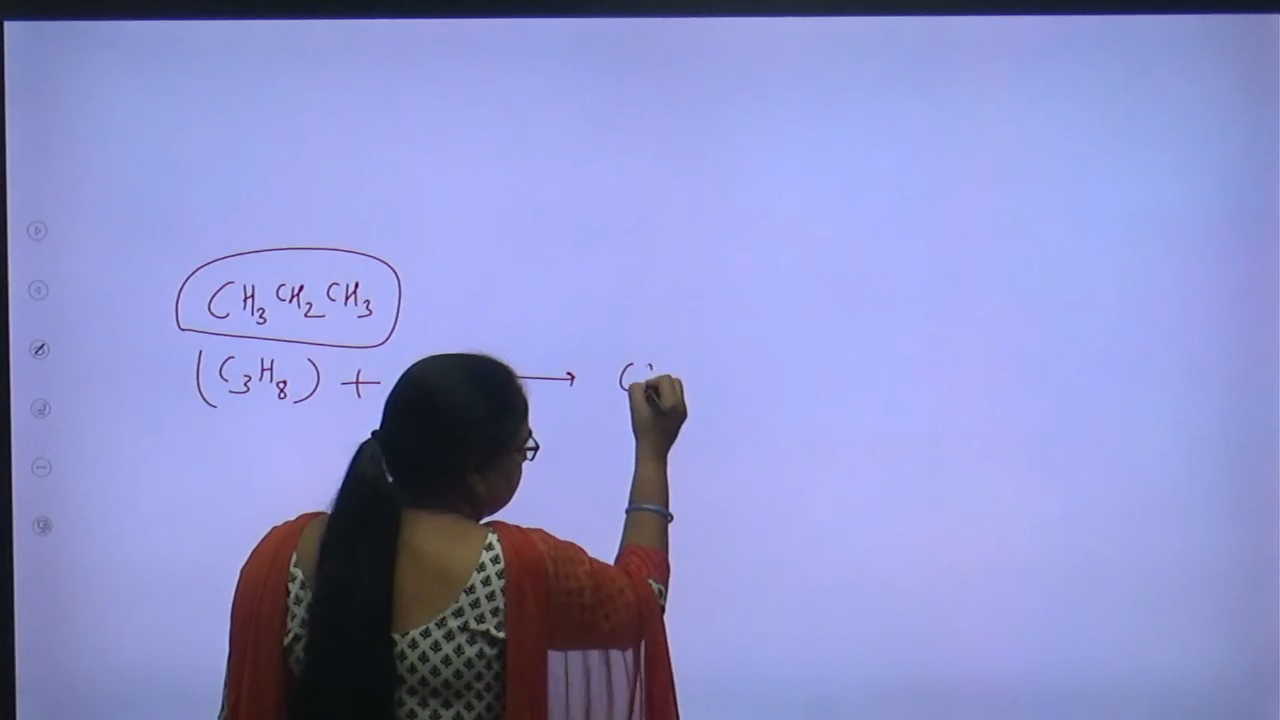 CH₃CH₂CH₃
(C₃H₈) + → C